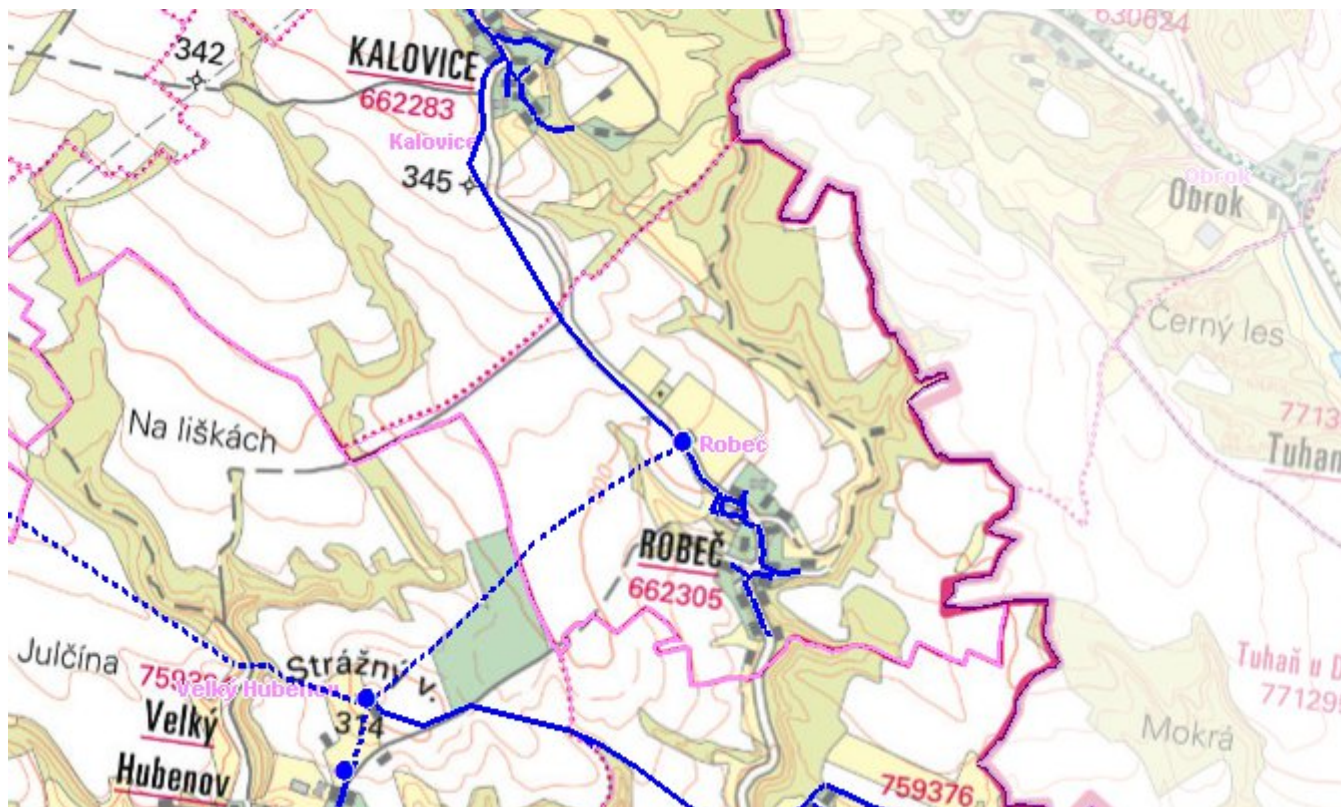 630624
342
KALOVICE
662283
Kalovice
345
Obrok
Obrok
Černý les
7713
Tuhan
Na liškách
Robeč
ROBEČ
662305
Julčína
Strážný v.
314
Velký Hubenov
Velký
Hubenov
Tuhaň u D
77129
Mokrá
759376